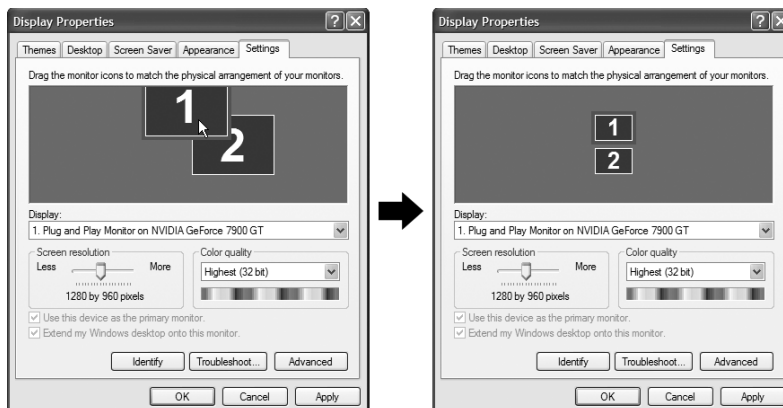 Display Properties
Themes Desktop Screen Saver Appearance Settings
Drag the monitor icons to match the physical arrangement of your monitors.
1
2
Display:
1. Plug and Play Monitor on NVIDIA GeForce 7900 GT
Screen resolution
Less More
1280 by 960 pixels
Color quality
Highest (32 bit)
Use this device as the primary monitor.
Extend my Windows desktop onto this monitor.
Identify Troubleshoot... Advanced
OK Cancel Apply
Display Properties
Themes Desktop Screen Saver Appearance Settings
Drag the monitor icons to match the physical arrangement of your monitors.
1
2
Display:
1. Plug and Play Monitor on NVIDIA GeForce 7900 GT
Screen resolution
Less More
1280 by 960 pixels
Color quality
Highest (32 bit)
Use this device as the primary monitor.
Extend my Windows desktop onto this monitor.
Identify Troubleshoot... Advanced
OK Cancel Apply